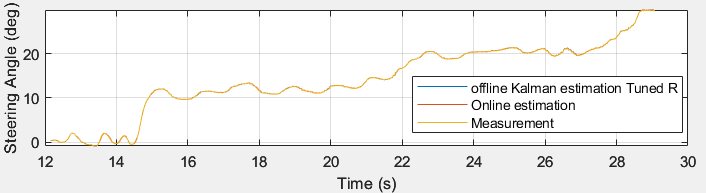 Steering Angle (deg)
20
10
0
offline Kalman estimation Tuned R
Online estimation
Measurement
12 14 16 18 20 22 24 26 28 30
Time (s)